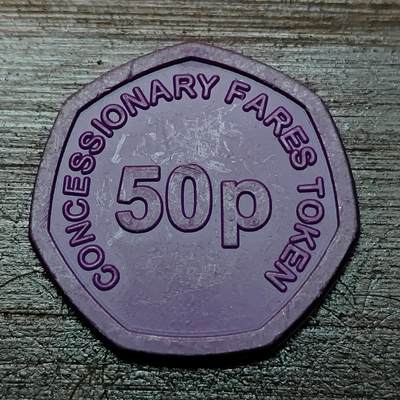 CONCESSIONARY FARES TOKEN
50p